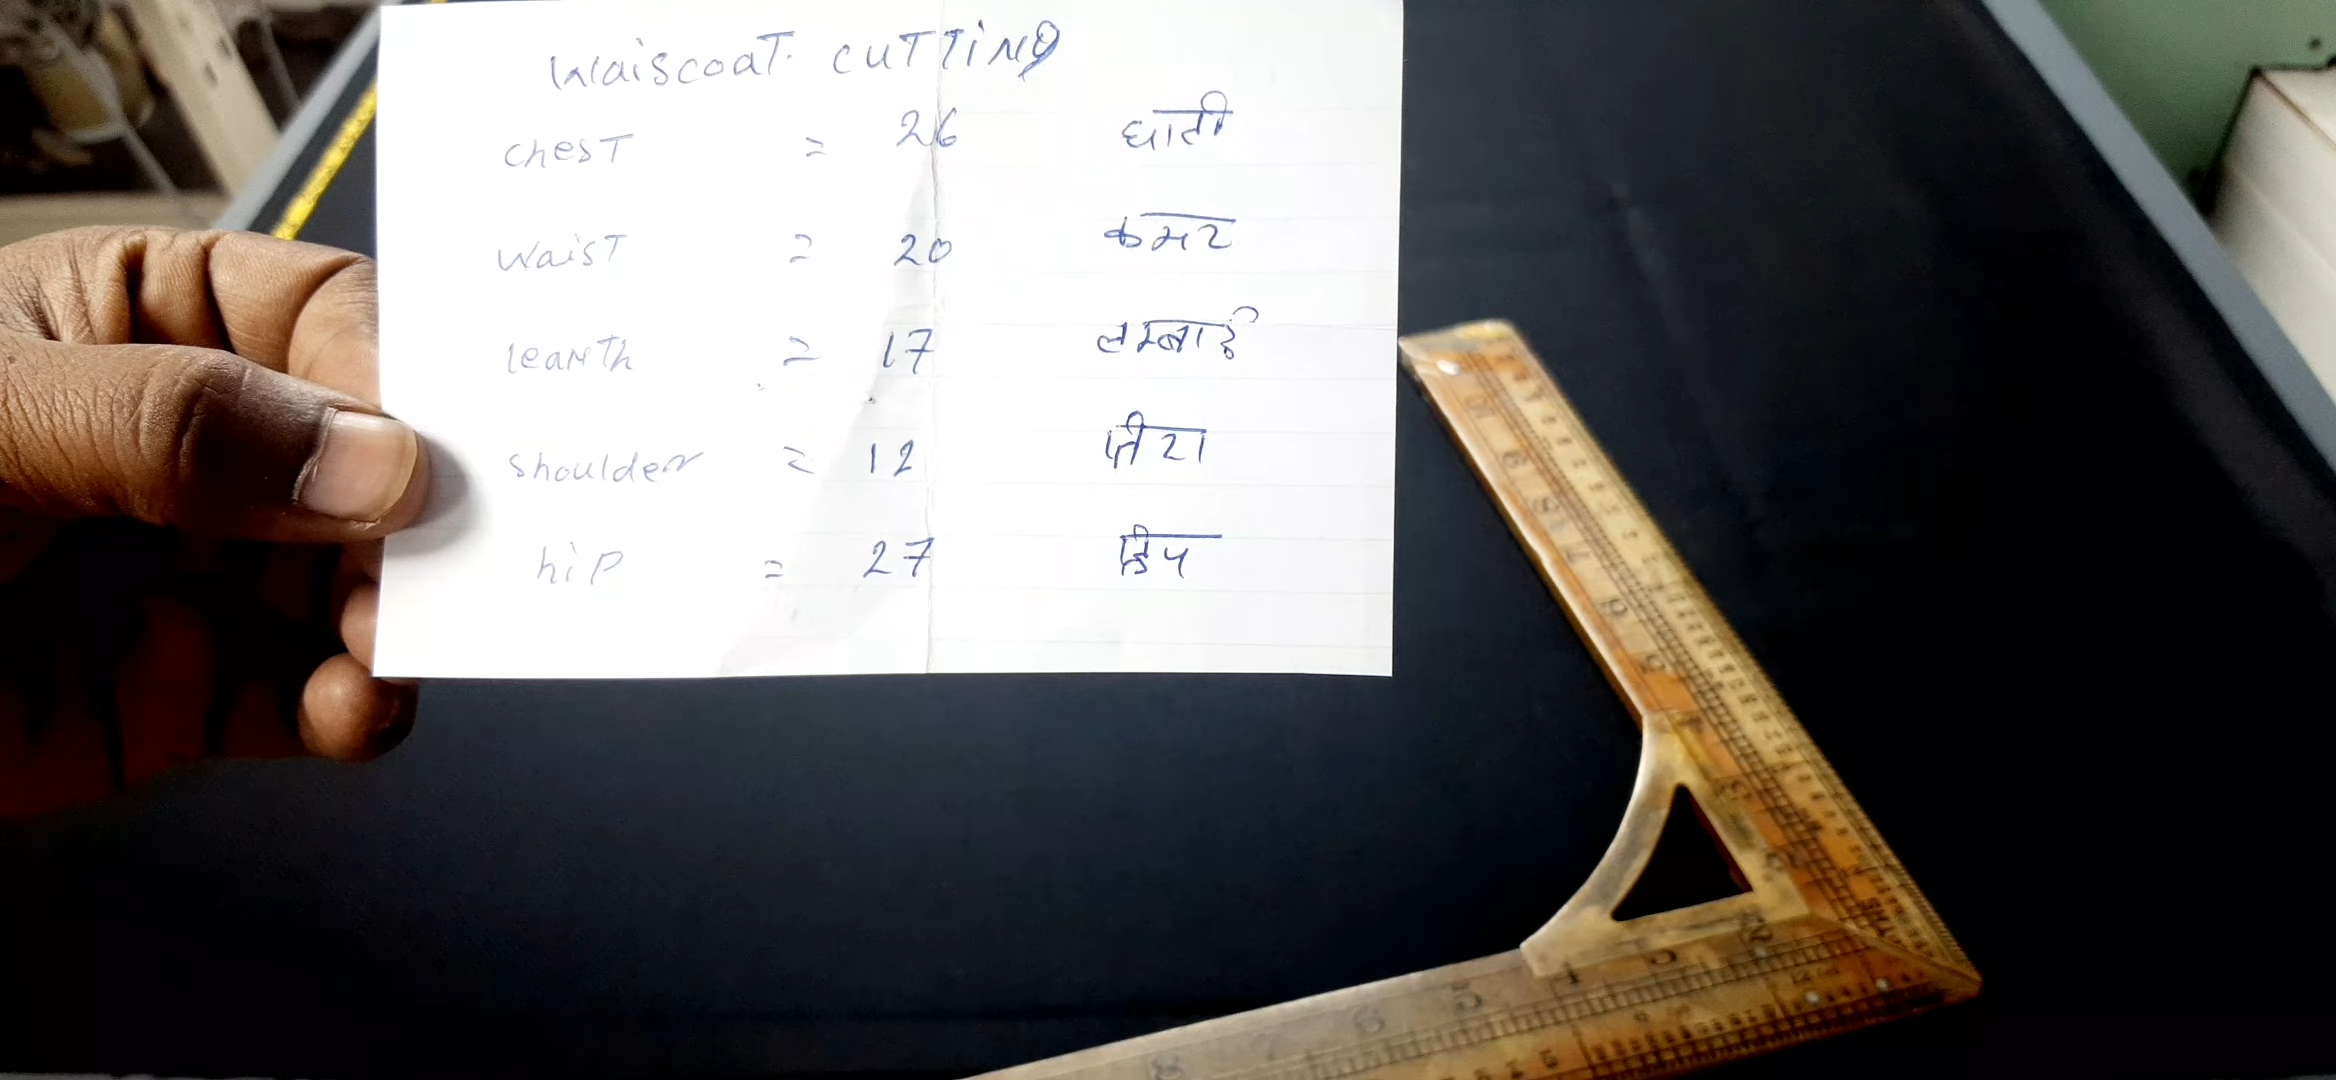 Waiscoat. cutting
chest = 26 छाती
waist = 20 कमर
leanth = 17 लम्बाई
shoulder = 12 तीरा
hip = 27 हिप